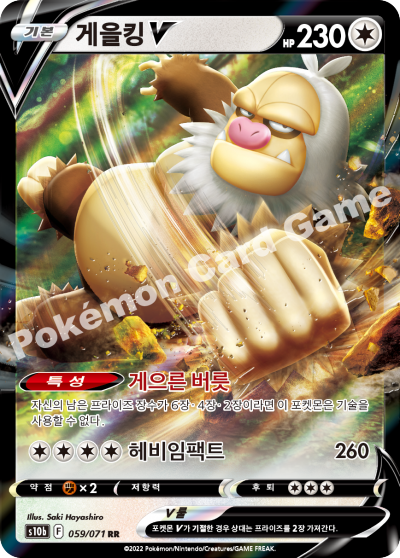 기본 게을킹V HP 230
Pokémon Card Game
특성 게으른 버릇
자신의 남은 프라이즈 장수가 6장·4장·2장이라면 이 포켓몬은 기술을
사용할 수 없다.
헤비임팩트 260
약점 ×2 저항력 후퇴
Illus. Saki Hayashiro
s10b F 059/071 RR
V룰
포켓몬V가 기절한 경우 상대는 프라이즈를 2장 가져간다.
©2022 Pokémon/Nintendo/Creatures/GAME FREAK.